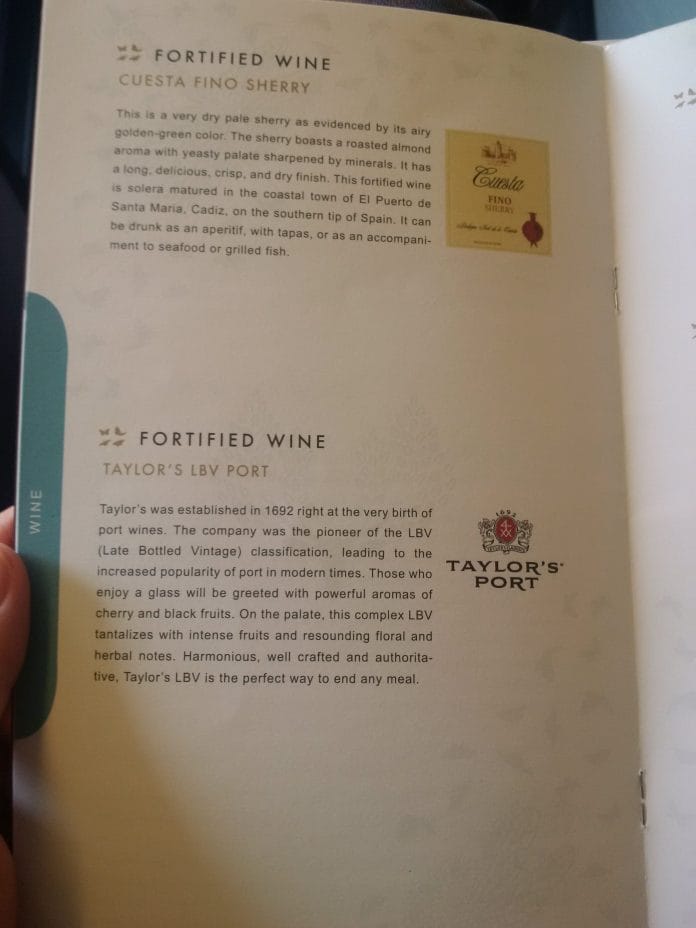 FORTIFIED WINE
CUESTA FINO SHERRY
This is a very dry pale sherry as evidenced by its airy
golden-green color. The sherry boasts a roasted almond
aroma with yeasty palate sharpened by minerals. It has
a long, delicious, crisp, and dry finish. This fortified wine
is solera matured in the coastal town of El Puerto de
Santa Maria, Cadiz, on the southern tip of Spain. It can
be drunk as an aperitif, with tapas, or as an accompani-
ment to seafood or grilled fish.
Cuesta
FINO
SHERRY
FORTIFIED WINE
TAYLOR'S LBV PORT
Taylor's was established in 1692 right at the very birth of
port wines. The company was the pioneer of the LBV
(Late Bottled Vintage) classification, leading to the
increased popularity of port in modern times. Those who
enjoy a glass will be greeted with powerful aromas of
cherry and black fruits. On the palate, this complex LBV
tantalizes with intense fruits and resounding floral and
herbal notes. Harmonious, well crafted and authorita-
tive, Taylor's LBV is the perfect way to end any meal.
1692
TAYLOR'S
PORT
WINE